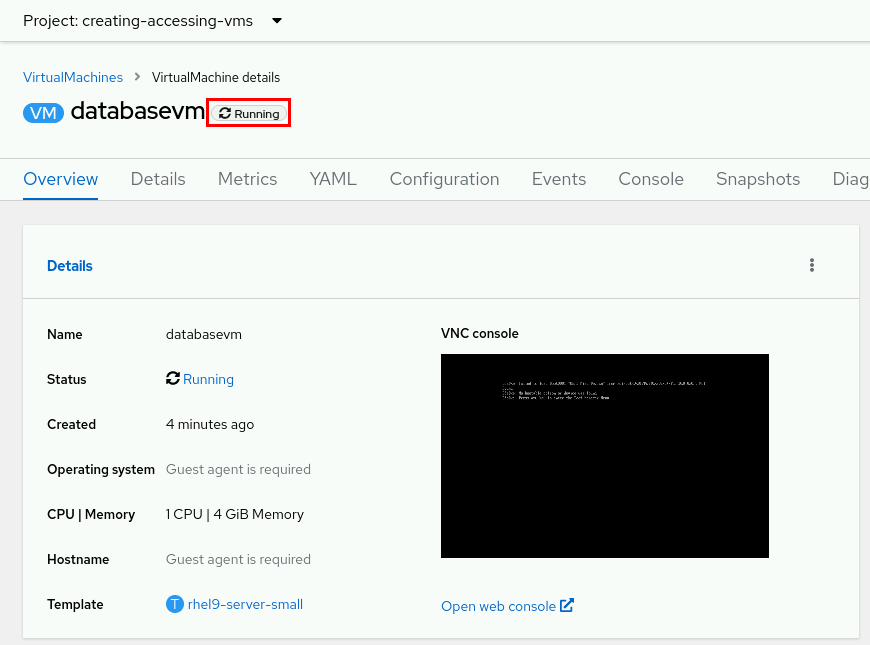 Project: creating-accessing-vms
VirtualMachines > VirtualMachine details
VM databasevm Running
Overview Details Metrics YAML Configuration Events Console Snapshots Diag
Details
Name databasevm
VNC console
Status Running
Created 4 minutes ago
Operating system Guest agent is required
CPU | Memory 1 CPU | 4 GiB Memory
Hostname Guest agent is required
Template T rhel9-server-small
Open web console